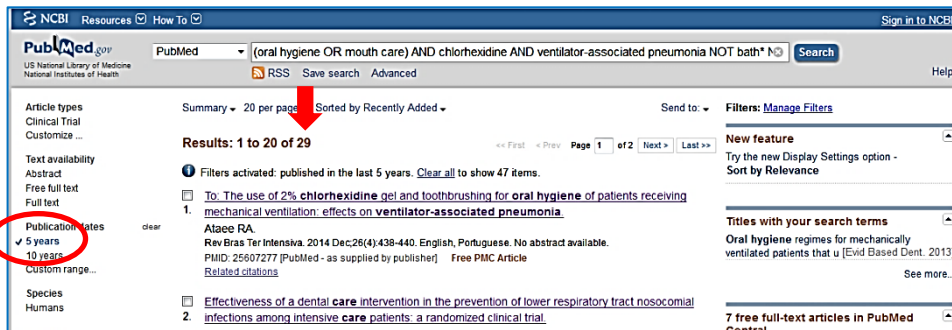 NCBI Resources How To Sign in to NCBI
PubMed.gov
US National Library of Medicine
National Institutes of Health
PubMed
(oral hygiene OR mouth care) AND chlorhexidine AND ventilator-associated pneumonia NOT bath* N
Search
RSS Save search Advanced
Help
Article types
Clinical Trial
Customize ...
Text availability
Abstract
Free full text
Full text
Publication dates clear
5 years
10 years
Custom range...
Species
Humans
Summary 20 per page Sorted by Recently Added Send to:
Results: 1 to 20 of 29
<< First < Prev Page 1 of 2 Next > Last >>
Filters activated: published in the last 5 years. Clear all to show 47 items.
To: The use of 2% chlorhexidine gel and toothbrushing for oral hygiene of patients receiving
1. mechanical ventilation: effects on ventilator-associated pneumonia.
Ataee RA.
Rev Bras Ter Intensiva. 2014 Dec;26(4):438-440. English, Portuguese. No abstract available.
PMID: 25607277 [PubMed - as supplied by publisher] Free PMC Article
Related citations
Effectiveness of a dental care intervention in the prevention of lower respiratory tract nosocomial
2. infections among intensive care patients: a randomized clinical trial.
Filters: Manage Filters
New feature
Try the new Display Settings option -
Sort by Relevance
Titles with your search terms
Oral hygiene regimes for mechanically
ventilated patients that u [Evid Based Dent. 2013
See more...
7 free full-text articles in PubMed
Central